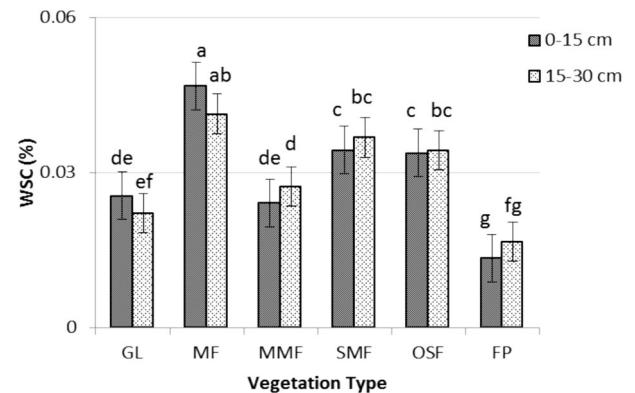 0.06
0.03
0
WSC (%)
0-15 cm
15-30 cm
de
ef
a
ab
de
d
c
bc
c
bc
g
fg
GL MF MMF SMF OSF FP
Vegetation Type